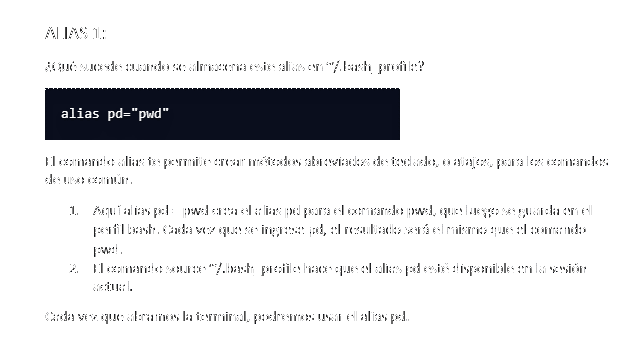 ALIAS 1:
¿Qué sucede cuando se almacena este alias en ~/.bash_profile?
alias pd="pwd"
El comando alias te permite crear métodos abreviados de teclado, o atajos, para los comandos
de uso común.
1. Aquí alias pd= pwd crea el alias pd para el comando pwd, que luego se guarda en el
perfil bash. Cada vez que se ingrese pd, el resultado será el mismo que el comando
pwd.
2. El comando source ~/.bash_profile hace que el alias pd esté disponible en la sesión
actual.
Cada vez que abramos la terminal, podremos usar el alias pd.